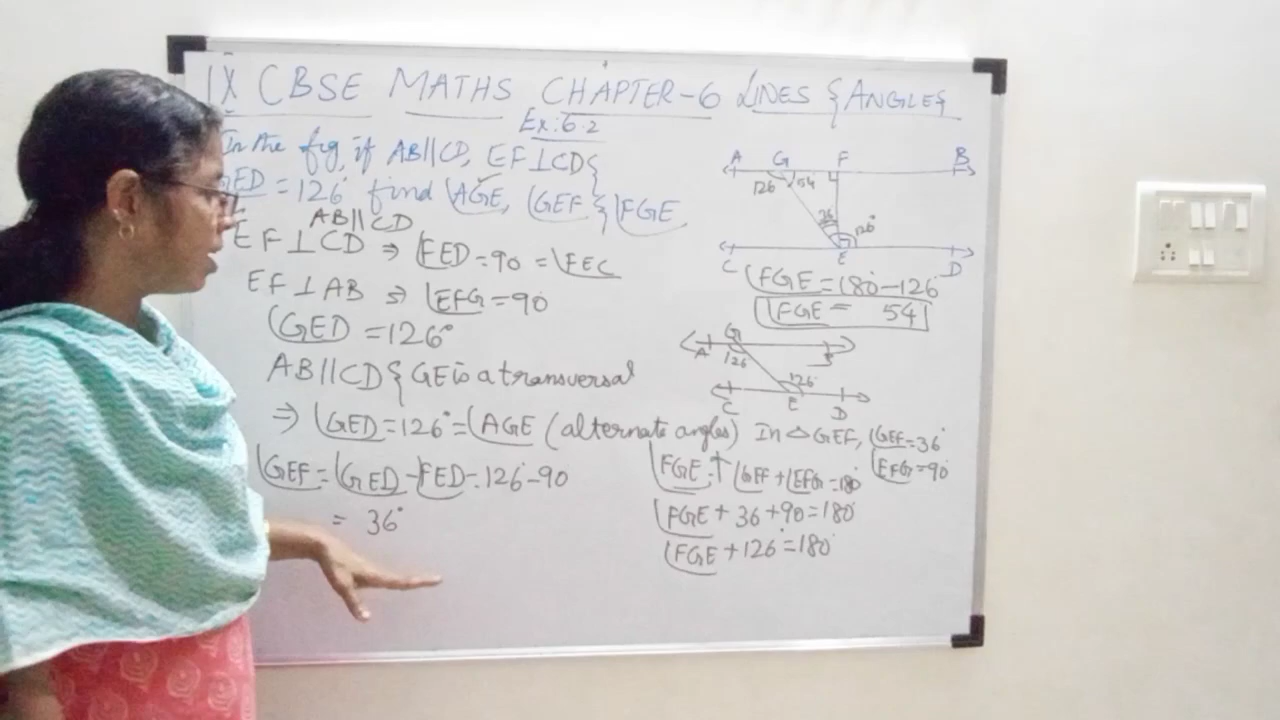 IX CBSE MATHS CHAPTER-6 LINES & ANGLES
Ex: 6.2
In the fig, if AB||CD, EF⊥CD &
∠GED = 126° find ∠AGE, ∠GEF & ∠FGE
AB||CD
EF⊥CD ⇒ ∠FED = 90 = ∠FEC
EF⊥AB ⇒ ∠EFG = 90
∠GED = 126°
AB||CD & GE is a transversal
⇒ ∠GED = 126° = ∠AGE (alternate angles)
∠GEF = ∠GED - ∠FED = 126 - 90
= 36°
A G F B
126 54
36 126°
C E D
∠FGE = 180 - 126
∠FGE = 54
G
A B
126
126
C E D
In △GEF, ∠GEF = 36°
∠EFG = 90°
∠FGE + ∠GEF + ∠EFG = 180
∠FGE + 36 + 90 = 180
∠FGE + 126 = 180